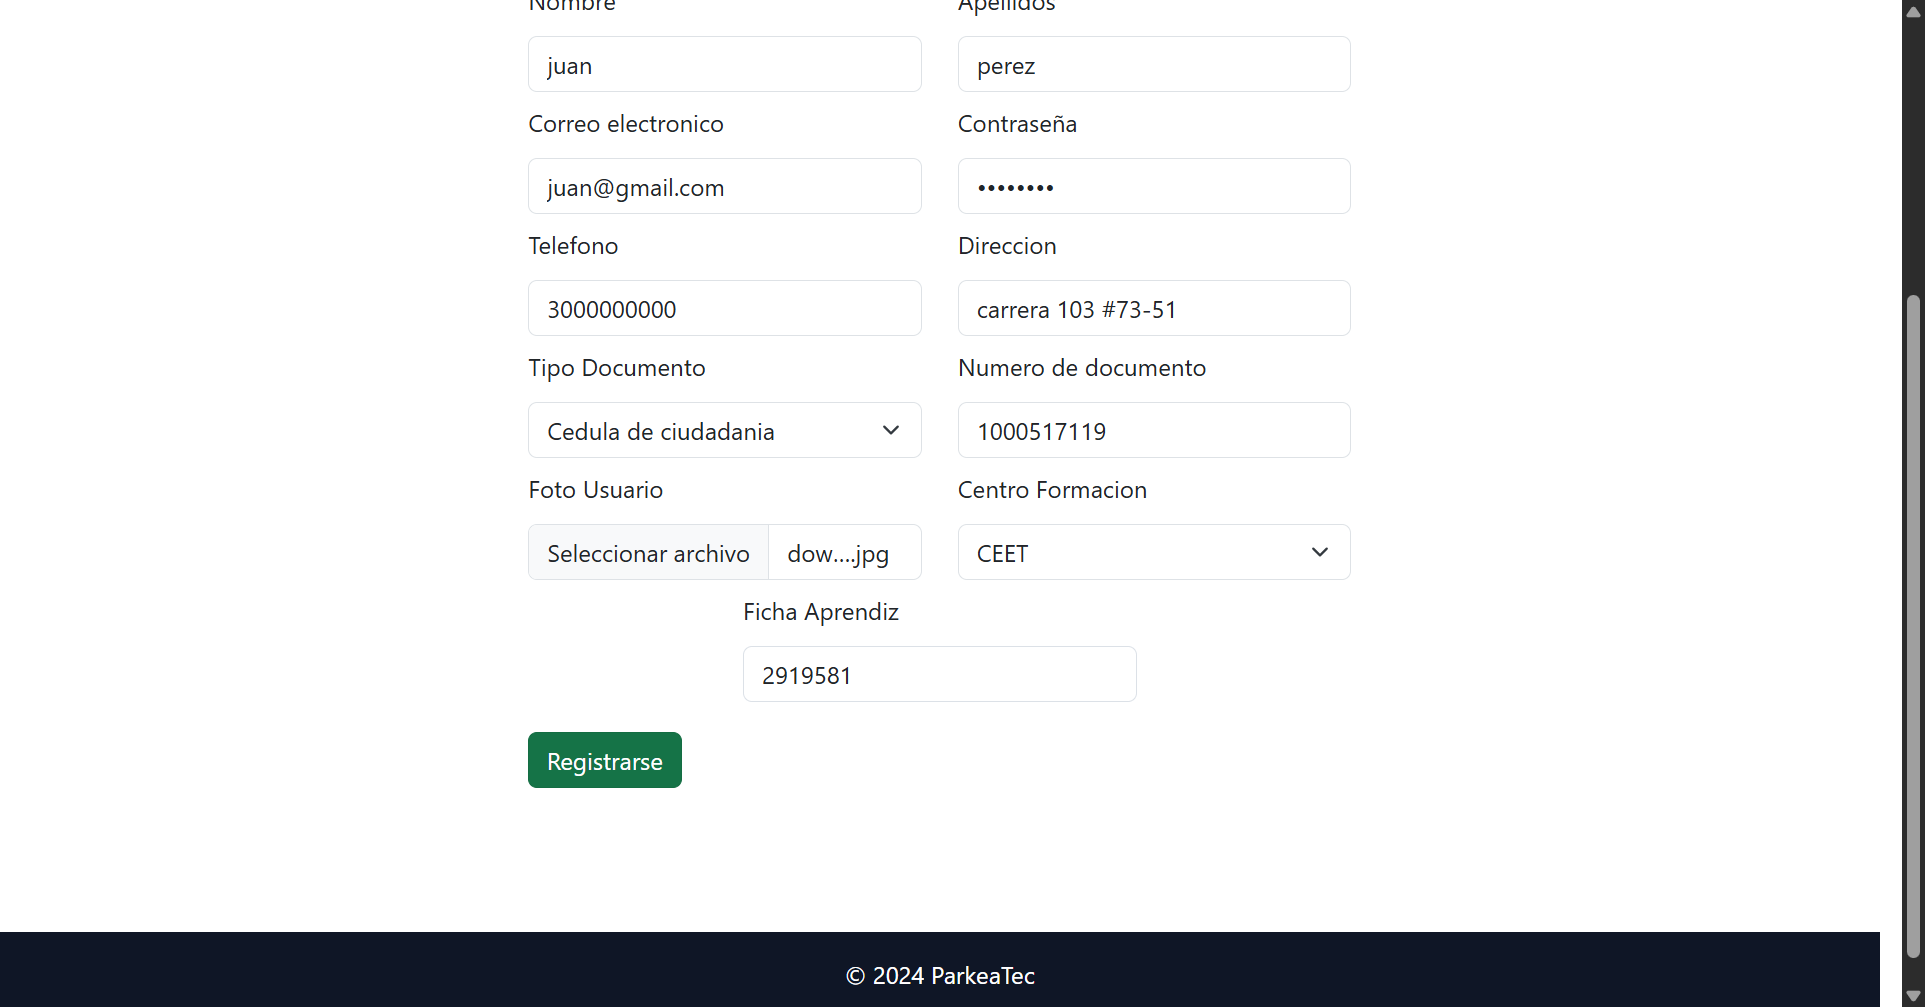 Nombre
Apellidos
juan
perez
Correo electronico
Contraseña
juan@gmail.com
••••••••
Telefono
Direccion
3000000000
carrera 103 #73-51
Tipo Documento
Numero de documento
Cedula de ciudadania
1000517119
Foto Usuario
Centro Formacion
Seleccionar archivo
dow....jpg
CEET
Ficha Aprendiz
2919581
Registrarse
© 2024 ParkeaTec